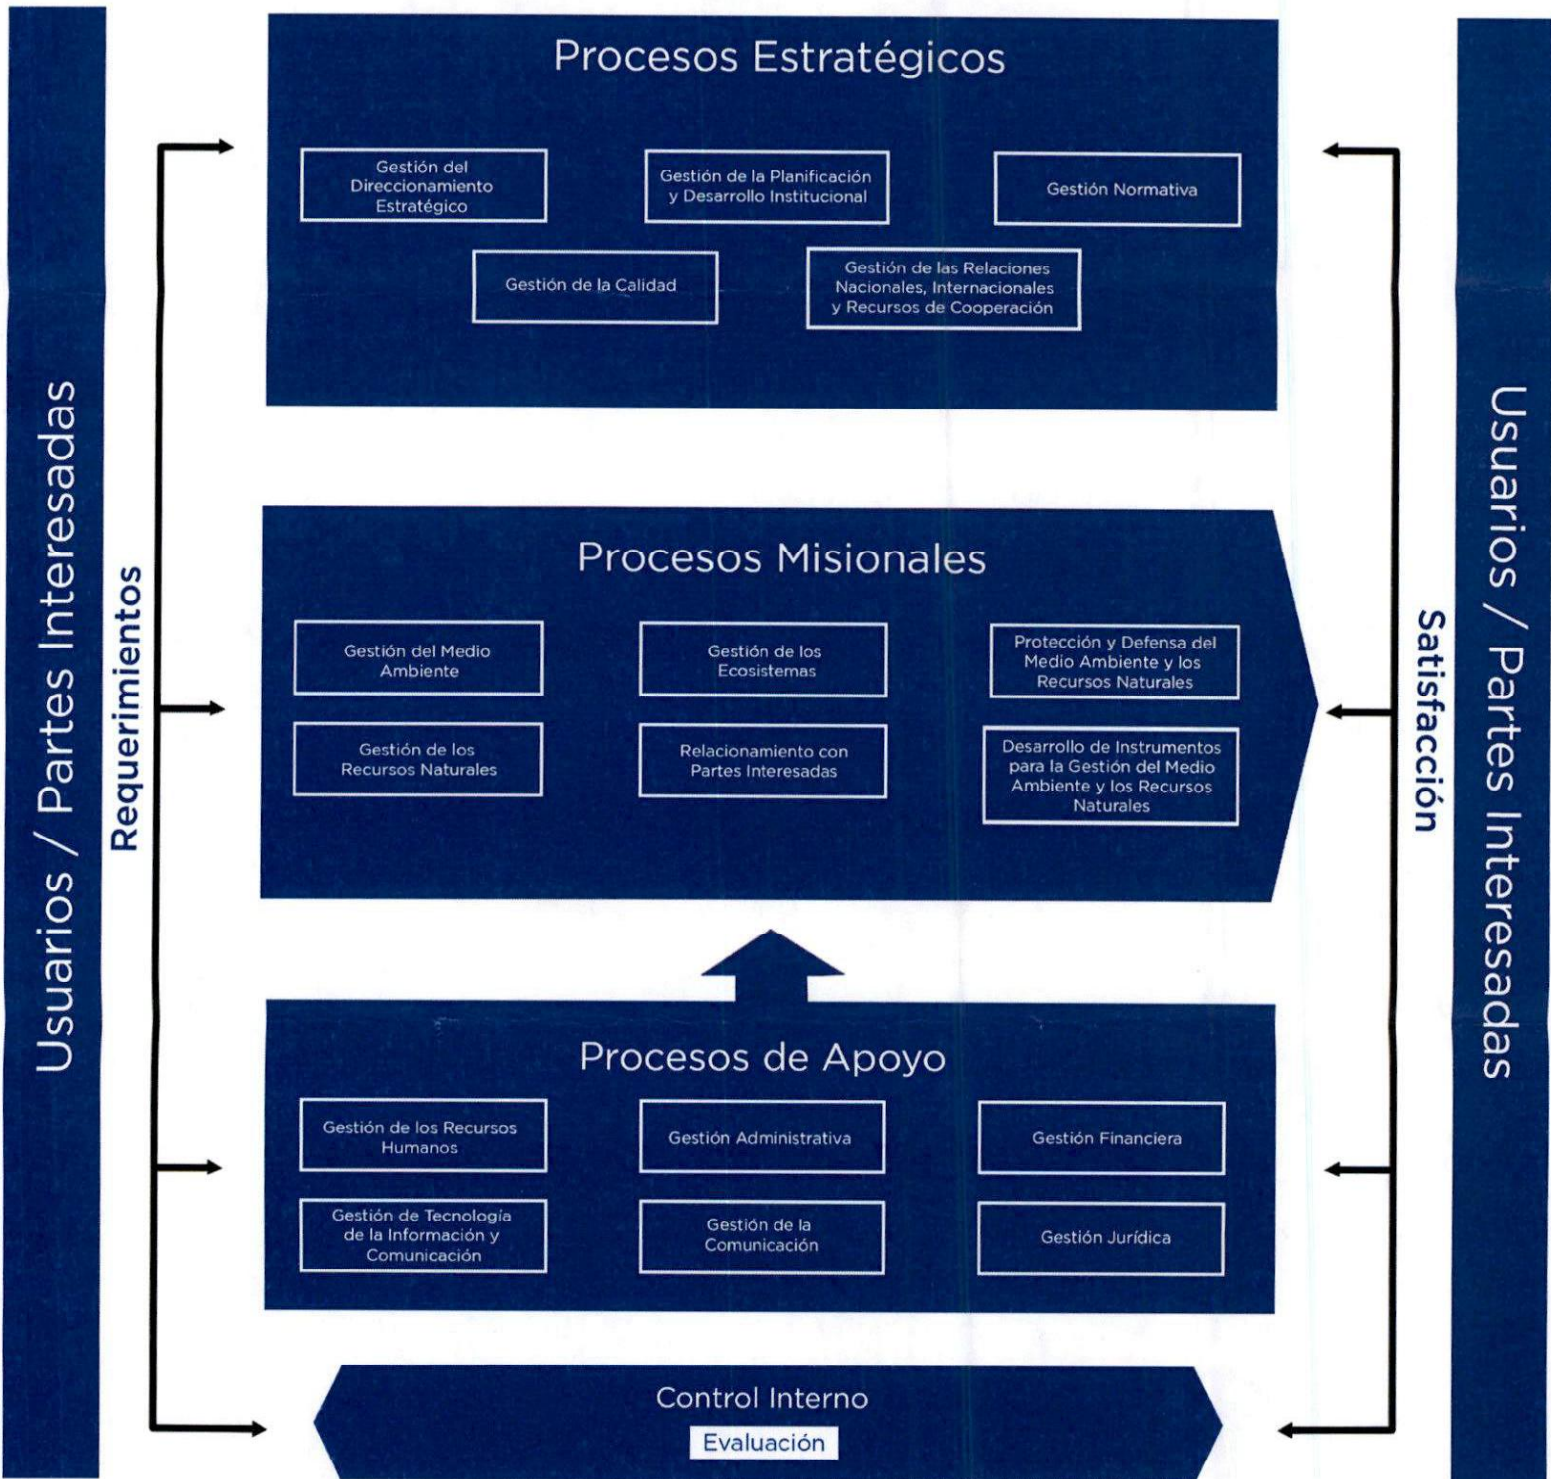 Usuarios / Partes Interesadas
Requerimientos
Procesos Estratégicos
Gestión del
Direccionamiento
Estratégico
Gestión de la Planificación
y Desarrollo Institucional
Gestión Normativa
Gestión de la Calidad
Gestión de las Relaciones
Nacionales, Internacionales
y Recursos de Cooperación
Procesos Misionales
Gestión del Medio
Ambiente
Gestión de los
Ecosistemas
Protección y Defensa del
Medio Ambiente y los
Recursos Naturales
Gestión de los
Recursos Naturales
Relacionamiento con
Partes Interesadas
Desarrollo de Instrumentos
para la Gestión del Medio
Ambiente y los Recursos
Naturales
Procesos de Apoyo
Gestión de los Recursos
Humanos
Gestión Administrativa
Gestión Financiera
Gestión de Tecnología
de la Información y
Comunicación
Gestión de la
Comunicación
Gestión Jurídica
Control Interno
Evaluación
Satisfacción
Usuarios / Partes Interesadas